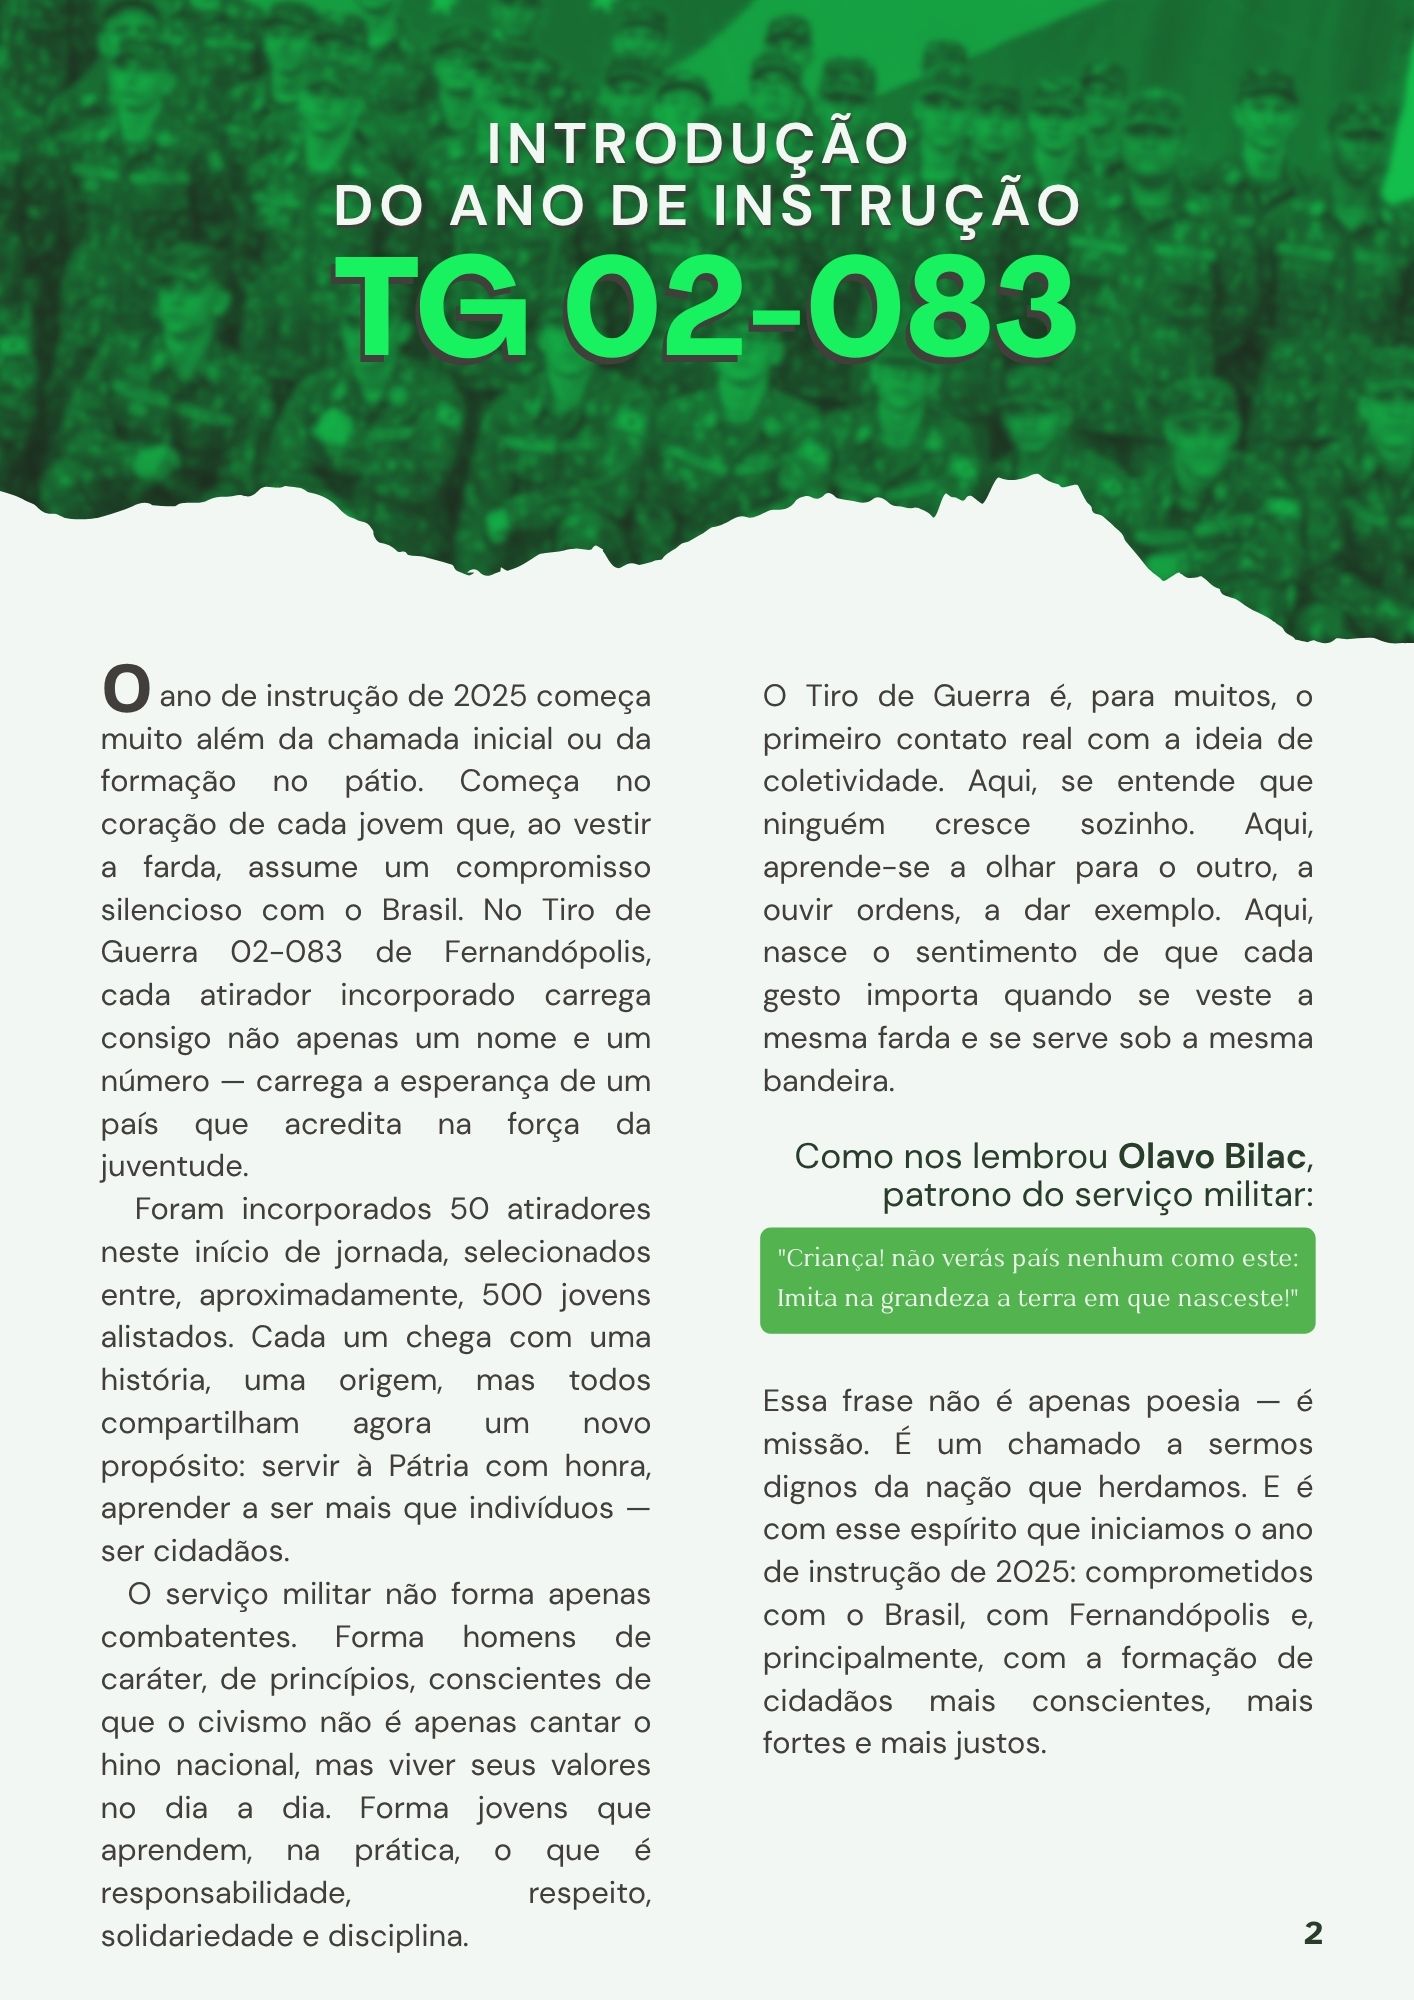 INTRODUÇÃO
DO ANO DE INSTRUÇÃO
TG 02-083
O ano de instrução de 2025 começa
muito além da chamada inicial ou da
formação no pátio. Começa no
coração de cada jovem que, ao vestir
a farda, assume um compromisso
silencioso com o Brasil. No Tiro de
Guerra 02-083 de Fernandópolis,
cada atirador incorporado carrega
consigo não apenas um nome e um
número — carrega a esperança de um
país que acredita na força da
juventude.
Foram incorporados 50 atiradores
neste início de jornada, selecionados
entre, aproximadamente, 500 jovens
alistados. Cada um chega com uma
história, uma origem, mas todos
compartilham agora um novo
propósito: servir à Pátria com honra,
aprender a ser mais que indivíduos —
ser cidadãos.
O serviço militar não forma apenas
combatentes. Forma homens de
caráter, de princípios, conscientes de
que o civismo não é apenas cantar o
hino nacional, mas viver seus valores
no dia a dia. Forma jovens que
aprendem, na prática, o que é
responsabilidade, respeito,
solidariedade e disciplina.
O Tiro de Guerra é, para muitos, o
primeiro contato real com a ideia de
coletividade. Aqui, se entende que
ninguém cresce sozinho. Aqui,
aprende-se a olhar para o outro, a
ouvir ordens, a dar exemplo. Aqui,
nasce o sentimento de que cada
gesto importa quando se veste a
mesma farda e se serve sob a mesma
bandeira.
Como nos lembrou Olavo Bilac,
patrono do serviço militar:
"Criança! não verás país nenhum como este:
Imita na grandeza a terra em que nasceste!"
Essa frase não é apenas poesia — é
missão. É um chamado a sermos
dignos da nação que herdamos. E é
com esse espírito que iniciamos o ano
de instrução de 2025: comprometidos
com o Brasil, com Fernandópolis e,
principalmente, com a formação de
cidadãos mais conscientes, mais
fortes e mais justos.
2